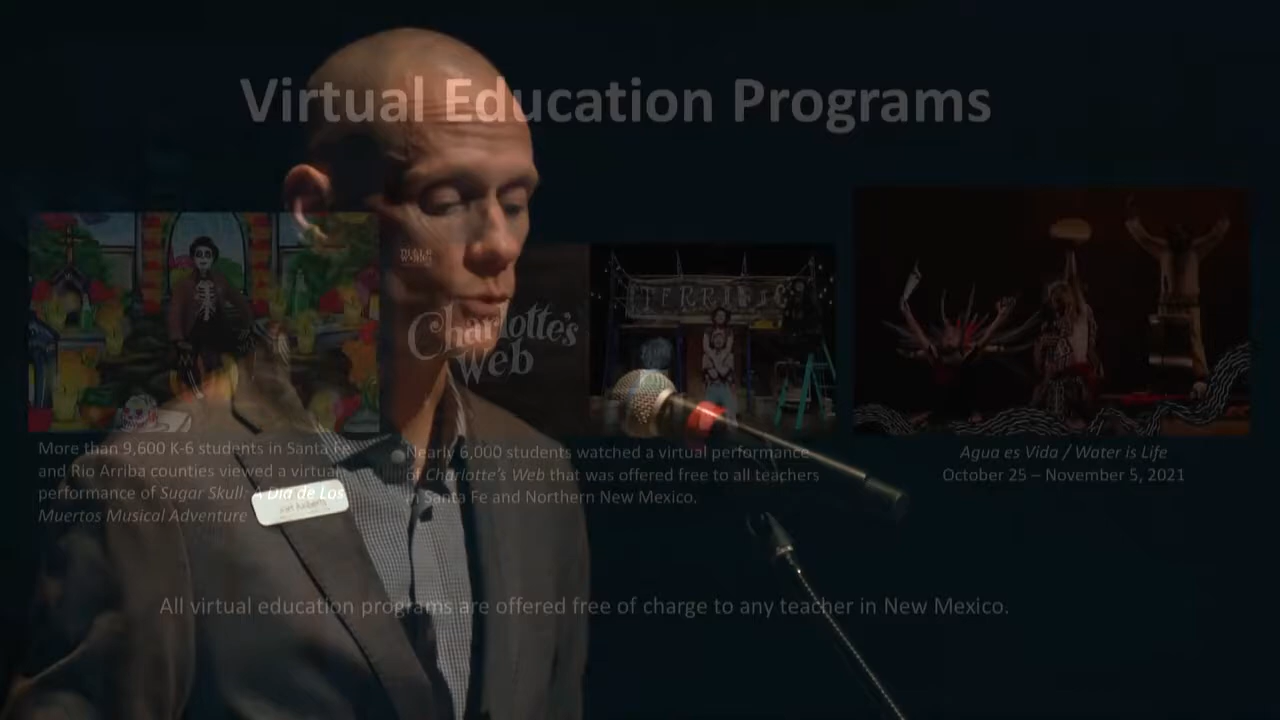 Virtual Education Programs
Charlotte's
Web
TERRIFIC
More than 9,600 K-6 students in Santa Fe
and Rio Arriba counties viewed a virtual
performance of Sugar Skull: A Dia de Los
Muertos Musical Adventure
Nearly 6,000 students watched a virtual performance
of Charlotte's Web that was offered free to all teachers
in Santa Fe and Northern New Mexico.
Agua es Vida / Water is Life
October 25 – November 5, 2021
All virtual education programs are offered free of charge to any teacher in New Mexico.